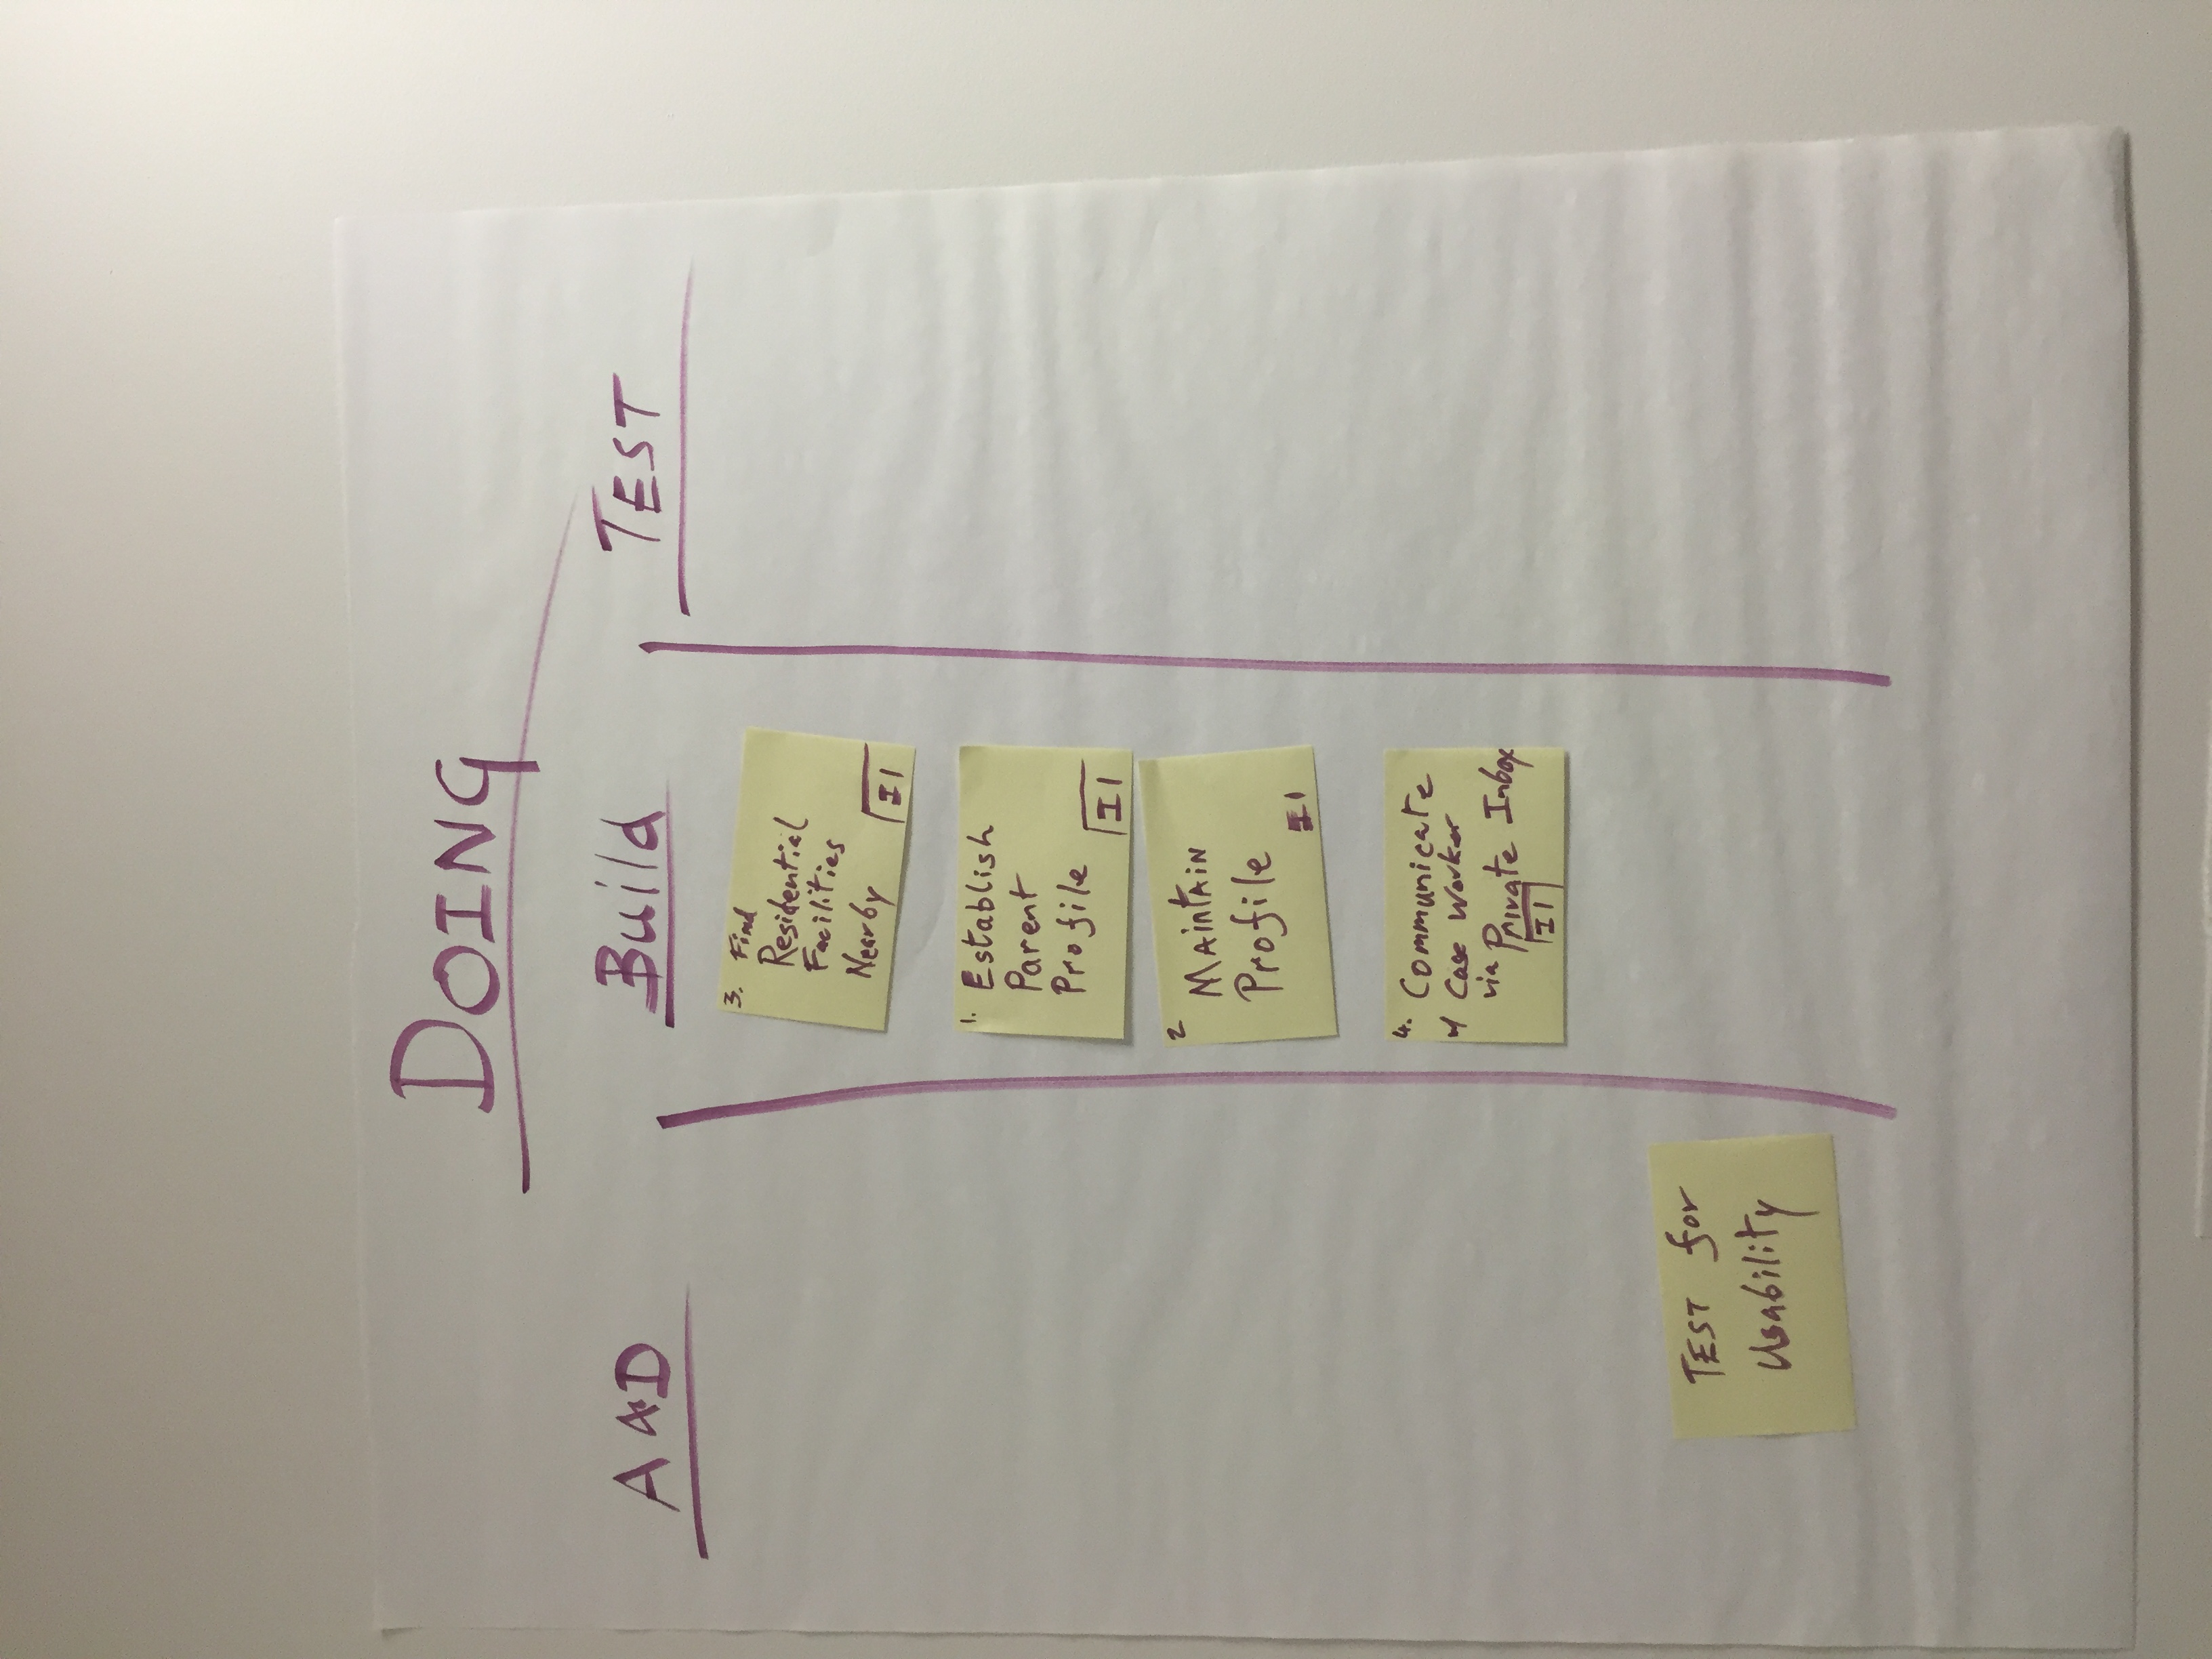 DOING
A&D
Build
TEST
3. Find
Residential
Facilities
Nearby
I1
1. Establish
Parent
Profile
I1
2 MAintAiN
Profile
I1
4. Communicate
w/ Case Worker
via Private Inbox
I1
TEST for
Usability